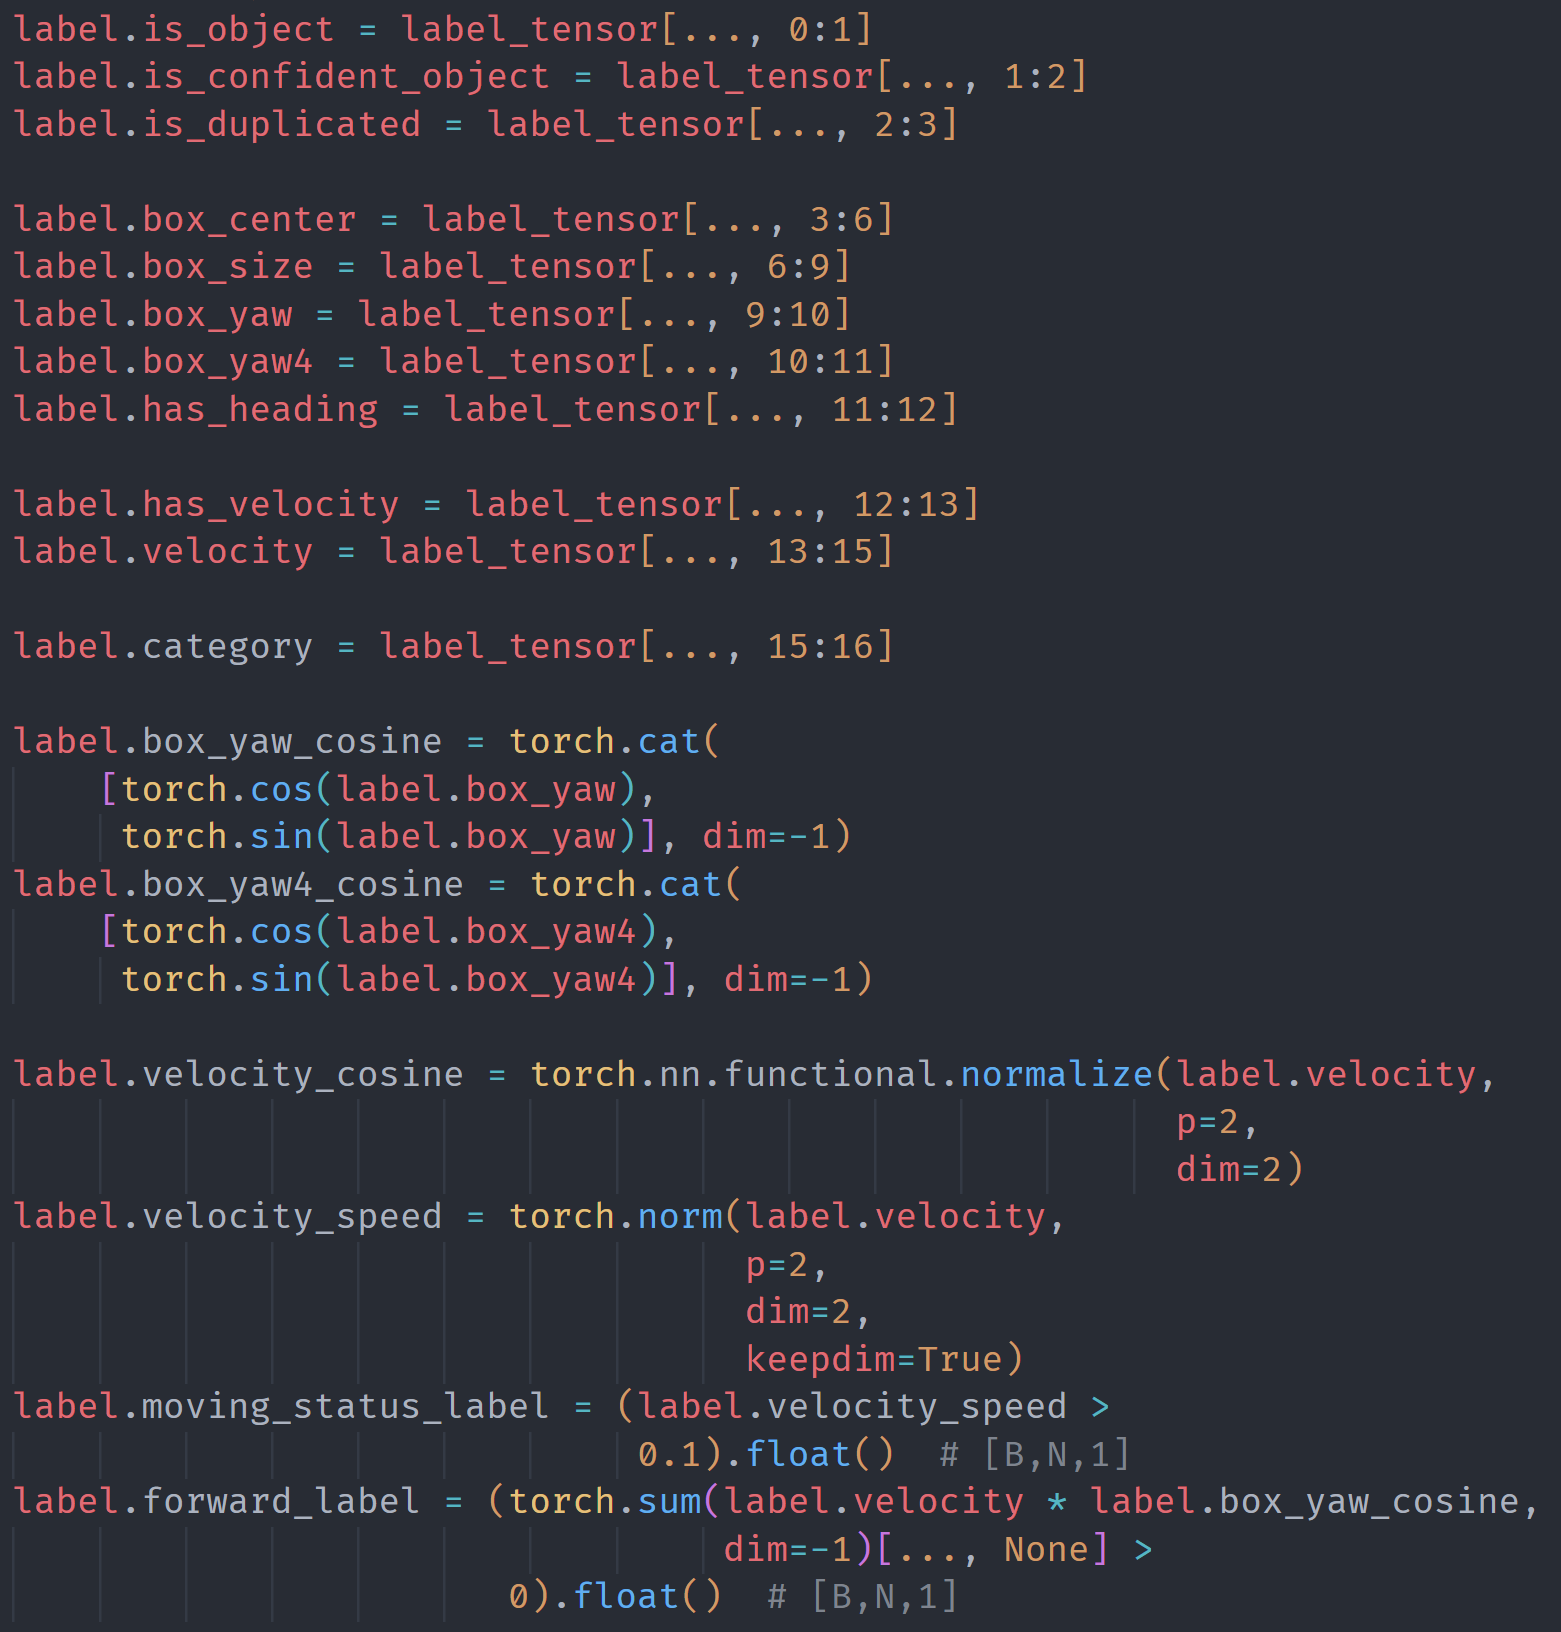 label.is_object = label_tensor[..., 0:1]
label.is_confident_object = label_tensor[..., 1:2]
label.is_duplicated = label_tensor[..., 2:3]

label.box_center = label_tensor[..., 3:6]
label.box_size = label_tensor[..., 6:9]
label.box_yaw = label_tensor[..., 9:10]
label.box_yaw4 = label_tensor[..., 10:11]
label.has_heading = label_tensor[..., 11:12]

label.has_velocity = label_tensor[..., 12:13]
label.velocity = label_tensor[..., 13:15]

label.category = label_tensor[..., 15:16]

label.box_yaw_cosine = torch.cat(
    [torch.cos(label.box_yaw),
     torch.sin(label.box_yaw)], dim=-1)
label.box_yaw4_cosine = torch.cat(
    [torch.cos(label.box_yaw4),
     torch.sin(label.box_yaw4)], dim=-1)

label.velocity_cosine = torch.nn.functional.normalize(label.velocity,
                                                      p=2,
                                                      dim=2)
label.velocity_speed = torch.norm(label.velocity,
                                  p=2,
                                  dim=2,
                                  keepdim=True)
label.moving_status_label = (label.velocity_speed >
                             0.1).float()  # [B,N,1]
label.forward_label = (torch.sum(label.velocity * label.box_yaw_cosine,
                                 dim=-1)[..., None] >
                       0).float()  # [B,N,1]